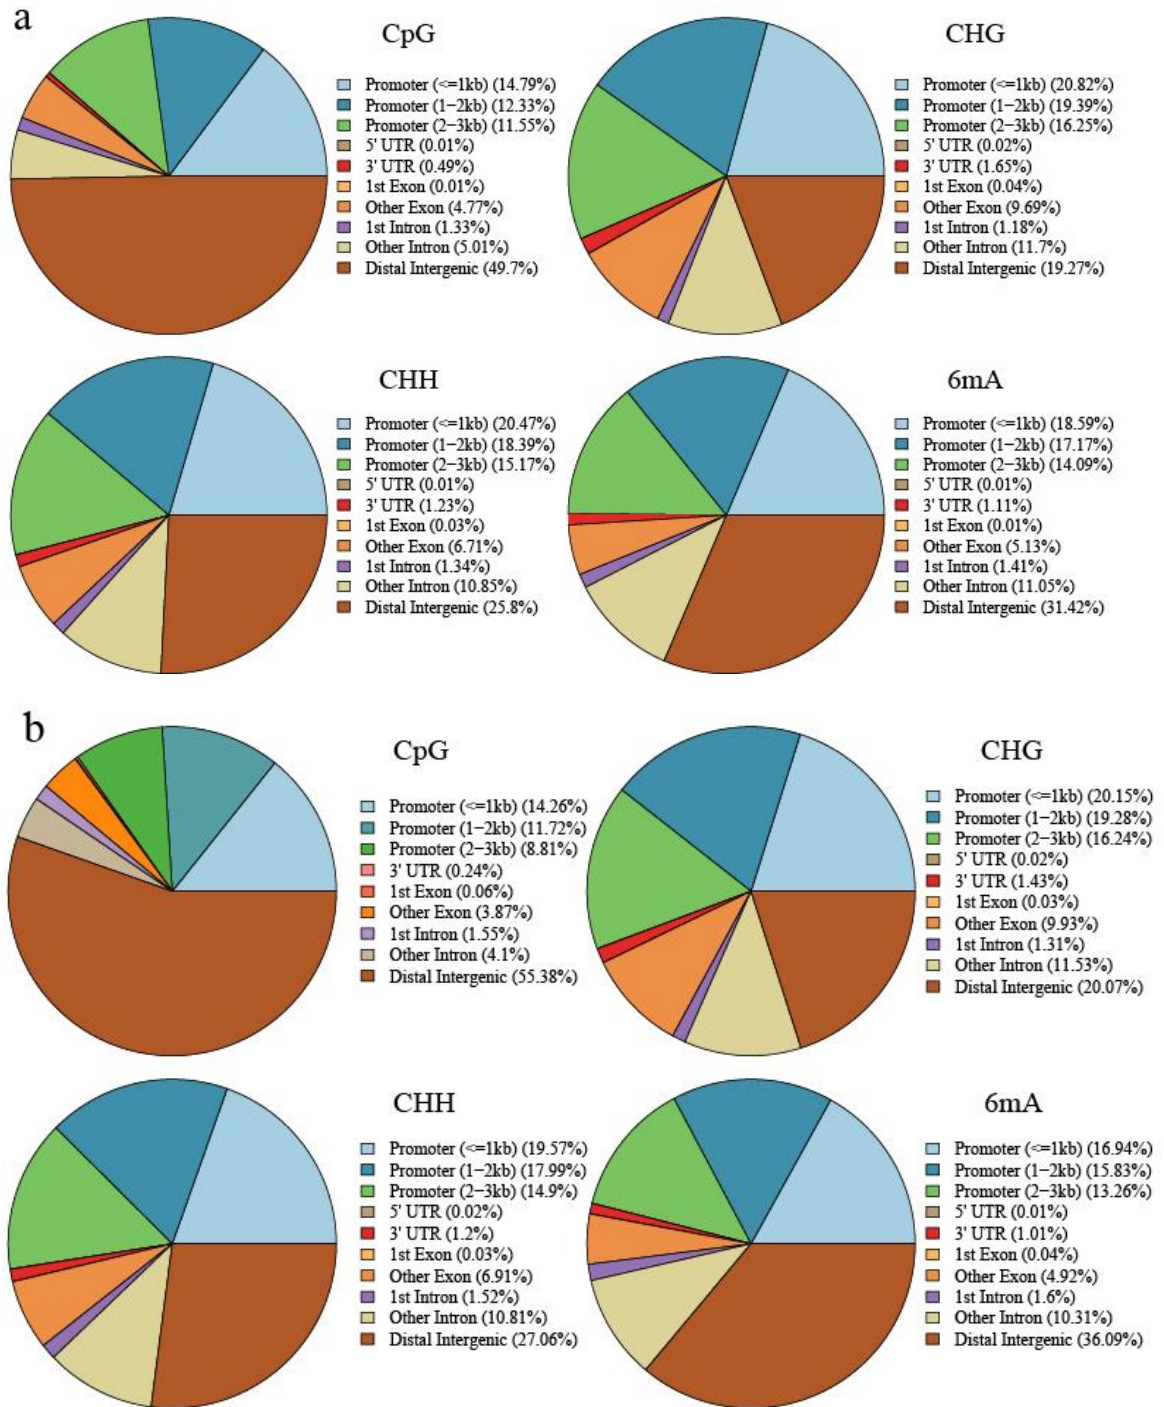 a
CpG
Promoter (<=1kb) (14.79%)
Promoter (1−2kb) (12.33%)
Promoter (2−3kb) (11.55%)
5' UTR (0.01%)
3' UTR (0.49%)
1st Exon (0.01%)
Other Exon (4.77%)
1st Intron (1.33%)
Other Intron (5.01%)
Distal Intergenic (49.7%)
CHG
Promoter (<=1kb) (20.82%)
Promoter (1−2kb) (19.39%)
Promoter (2−3kb) (16.25%)
5' UTR (0.02%)
3' UTR (1.65%)
1st Exon (0.04%)
Other Exon (9.69%)
1st Intron (1.18%)
Other Intron (11.7%)
Distal Intergenic (19.27%)
CHH
Promoter (<=1kb) (20.47%)
Promoter (1−2kb) (18.39%)
Promoter (2−3kb) (15.17%)
5' UTR (0.01%)
3' UTR (1.23%)
1st Exon (0.03%)
Other Exon (6.71%)
1st Intron (1.34%)
Other Intron (10.85%)
Distal Intergenic (25.8%)
6mA
Promoter (<=1kb) (18.59%)
Promoter (1−2kb) (17.17%)
Promoter (2−3kb) (14.09%)
5' UTR (0.01%)
3' UTR (1.11%)
1st Exon (0.01%)
Other Exon (5.13%)
1st Intron (1.41%)
Other Intron (11.05%)
Distal Intergenic (31.42%)
b
CpG
Promoter (<=1kb) (14.26%)
Promoter (1−2kb) (11.72%)
Promoter (2−3kb) (8.81%)
3' UTR (0.24%)
1st Exon (0.06%)
Other Exon (3.87%)
1st Intron (1.55%)
Other Intron (4.1%)
Distal Intergenic (55.38%)
CHG
Promoter (<=1kb) (20.15%)
Promoter (1−2kb) (19.28%)
Promoter (2−3kb) (16.24%)
5' UTR (0.02%)
3' UTR (1.43%)
1st Exon (0.03%)
Other Exon (9.93%)
1st Intron (1.31%)
Other Intron (11.53%)
Distal Intergenic (20.07%)
CHH
Promoter (<=1kb) (19.57%)
Promoter (1−2kb) (17.99%)
Promoter (2−3kb) (14.9%)
5' UTR (0.02%)
3' UTR (1.2%)
1st Exon (0.03%)
Other Exon (6.91%)
1st Intron (1.52%)
Other Intron (10.81%)
Distal Intergenic (27.06%)
6mA
Promoter (<=1kb) (16.94%)
Promoter (1−2kb) (15.83%)
Promoter (2−3kb) (13.26%)
5' UTR (0.01%)
3' UTR (1.01%)
1st Exon (0.04%)
Other Exon (4.92%)
1st Intron (1.6%)
Other Intron (10.31%)
Distal Intergenic (36.09%)